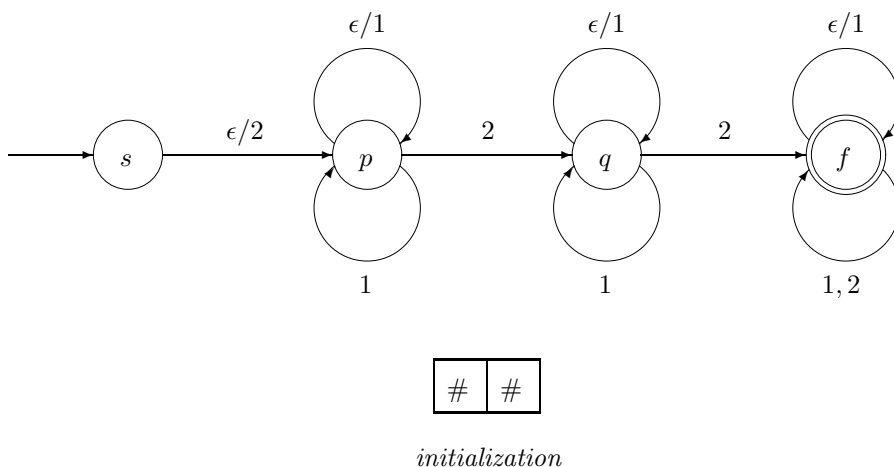 ϵ/1 ϵ/1 ϵ/1
s ϵ/2 p 2 q 2 f
1 1 1, 2
# #
initialization